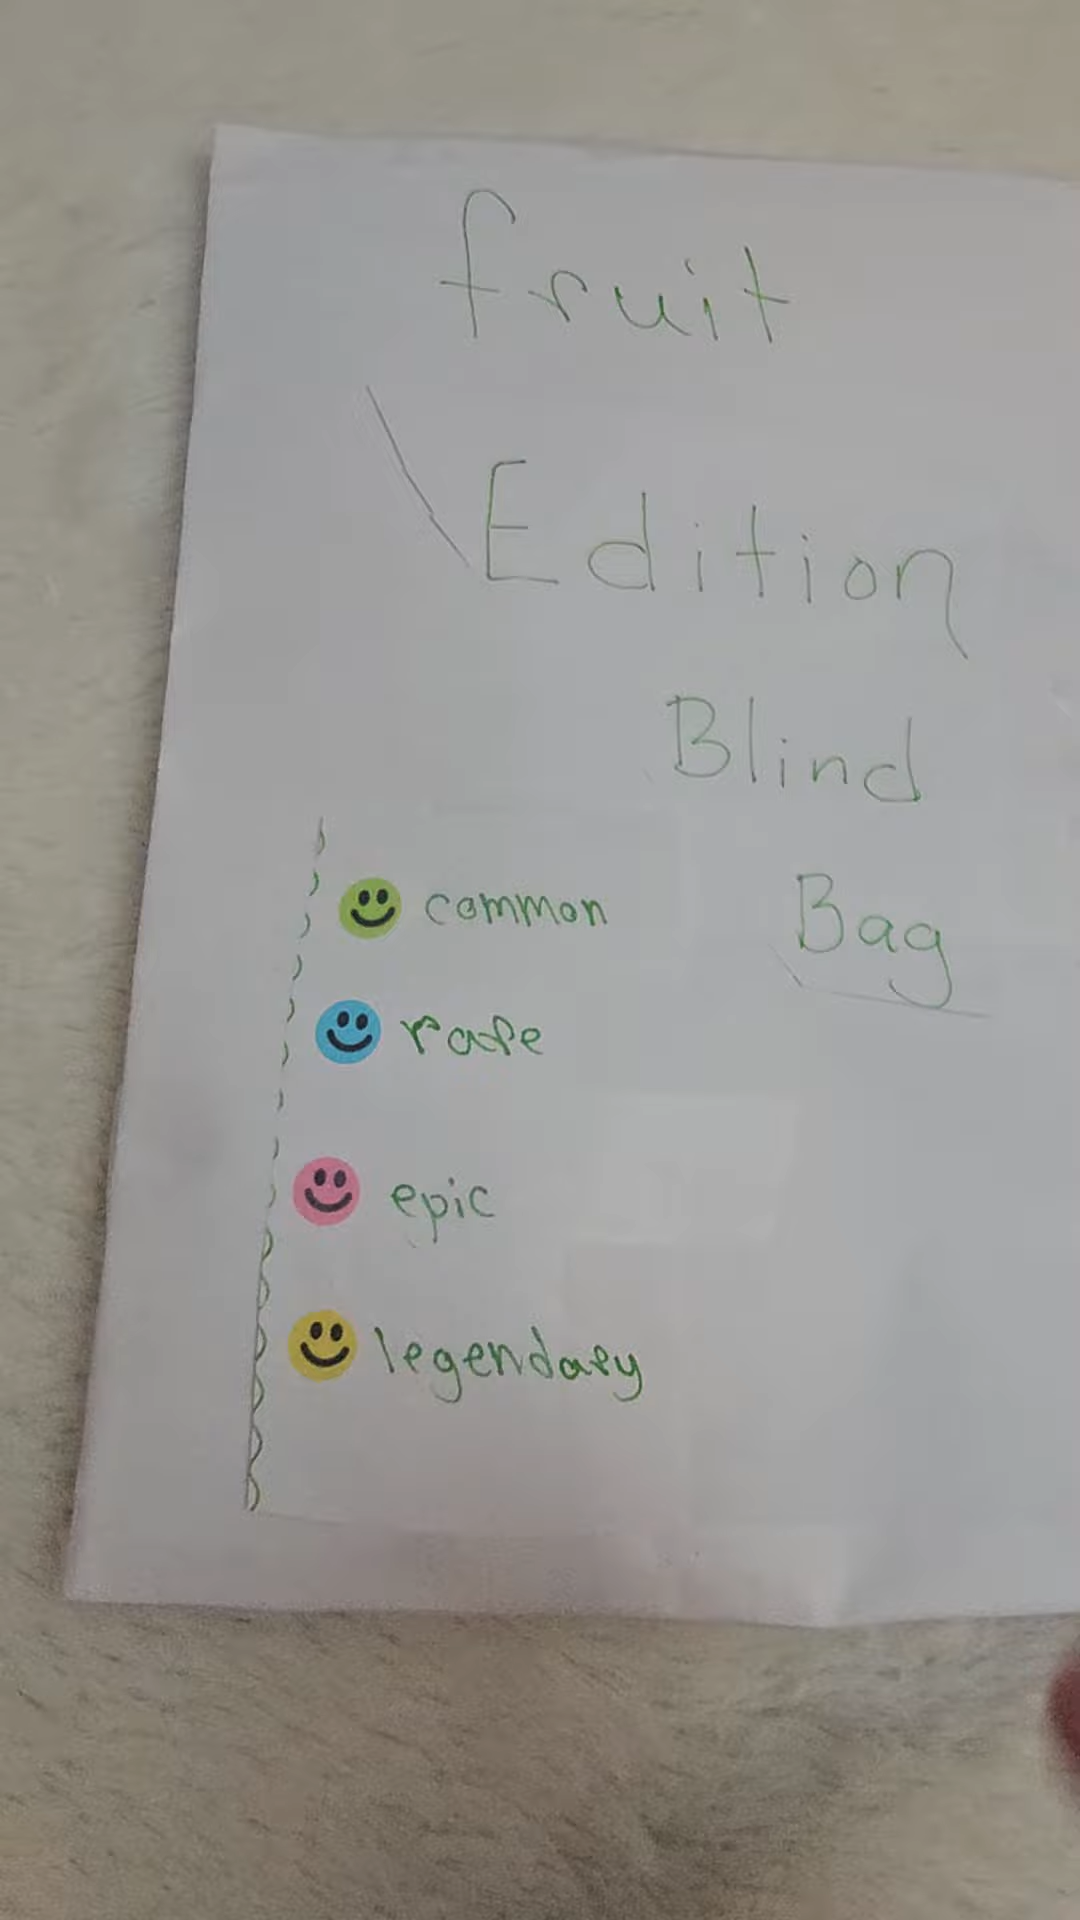 fruit
Edition
Blind
Bag
common
rare
epic
legendary